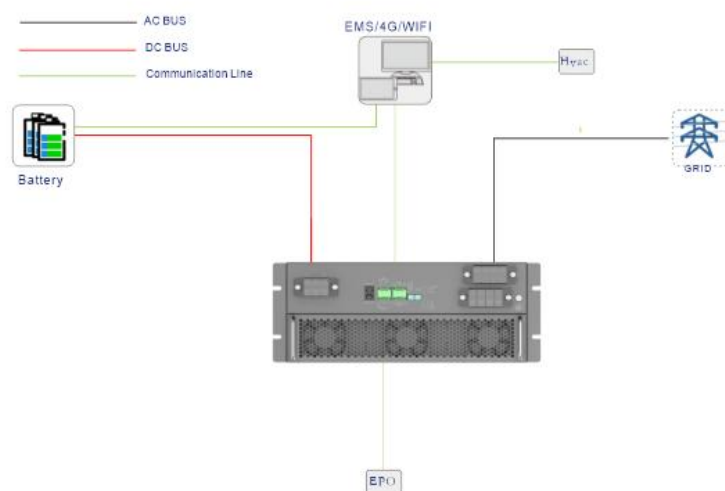 AC BUS
EMS/4G/WIFI
DC BUS
Communication Line
Hvac
Battery
GRID
EPO